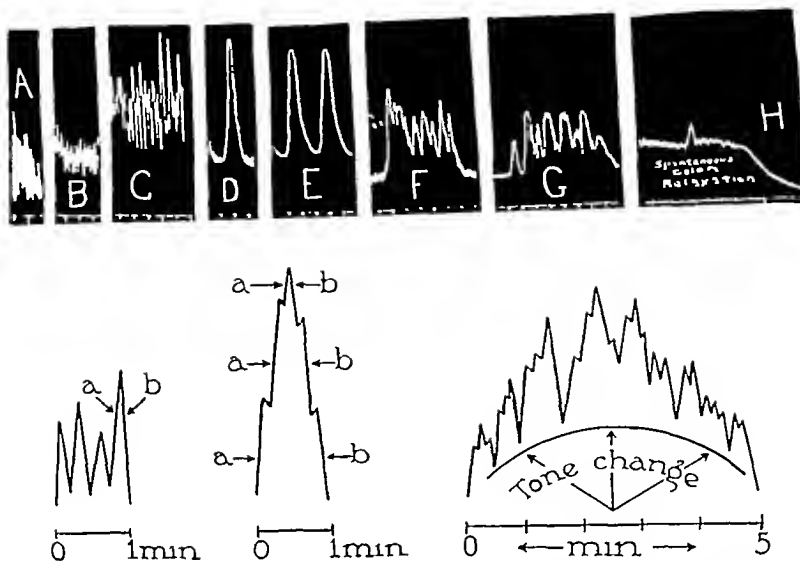 A
B
C
D
E
F
G
H
Spontaneous
Colon
Relaxation
a b
a b
a b
a b
Tone change
0 1min
0 1min
0 min 5